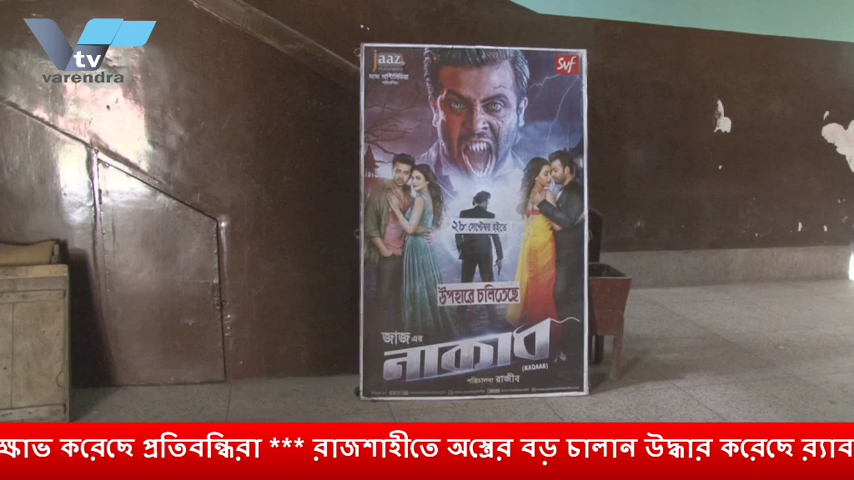 tv
varendra
jaaz
svf
২৮ সেপ্টেম্বর হইতে
উপহারে চলিতেছে
জাজ এর
নাকাব
(NAQAAB)
পরিচালনা রাজীব
ক্ষোভ করেছে প্রতিবন্ধিরা *** রাজশাহীতে অস্ত্রের বড় চালান উদ্ধার করেছে র‍্যাব